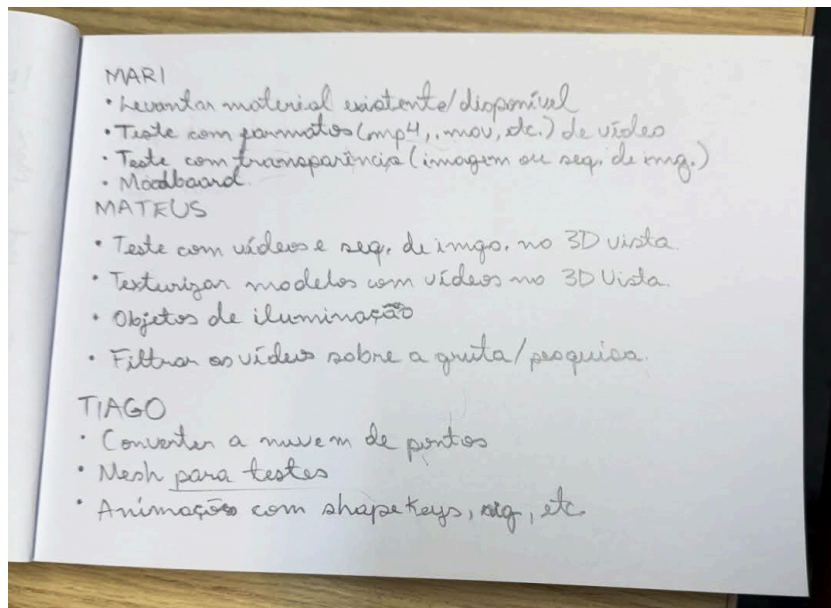 MARI
• Levantar material existente/disponível
• Teste com formatos (mp4, .mov, etc.) de vídeo
• Teste com transparência (imagem ou seq. de img.)
• Moodboard.
MATEUS
• Teste com vídeos e seq. de imgs. no 3D vista.
• Texturizar modelos com vídeos no 3D Vista.
• Objetos de iluminação
• Filtrar os vídeos sobre a gruta/pesquisa.
TIAGO
• Converter a nuvem de pontos
• Mesh para testes
• Animação com shape keys, rig, etc.